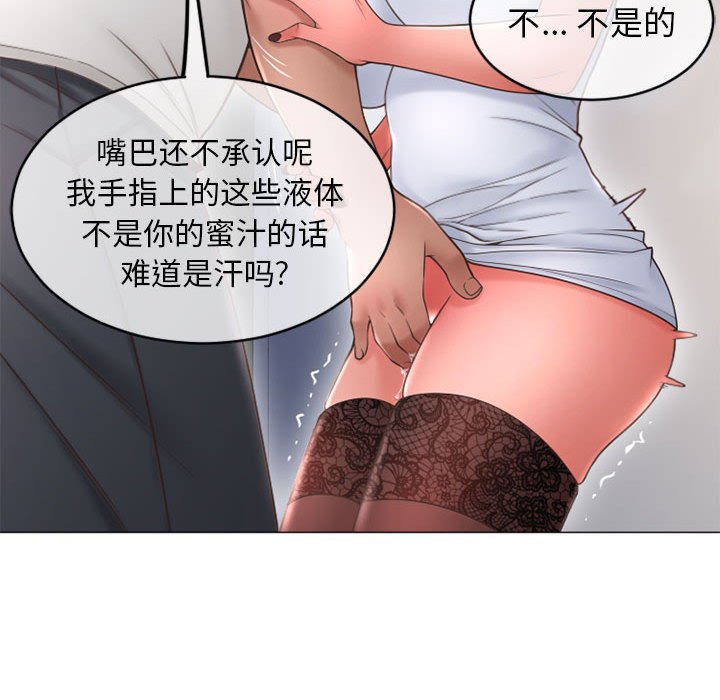 不... 不是的
嘴巴还不承认呢
我手指上的这些液体
不是你的蜜汁的话
难道是汗吗?